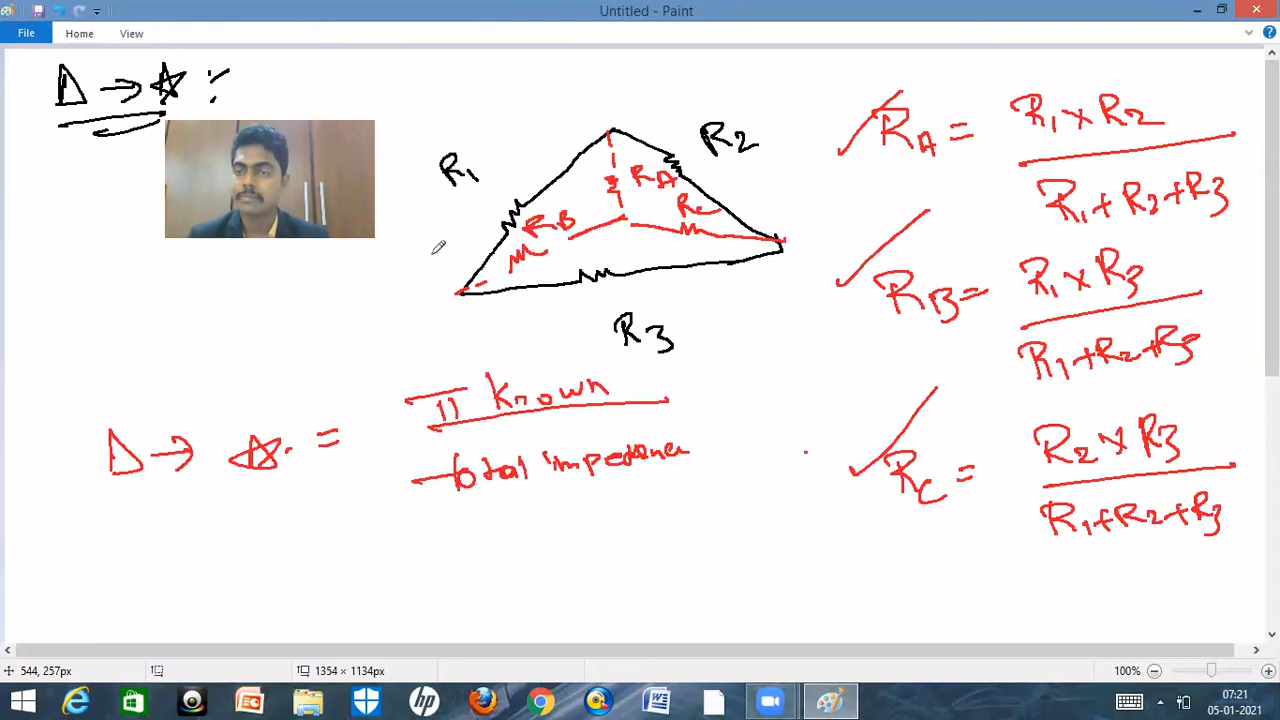 Untitled - Paint
File Home View
Δ → ☆ :
R1
R2
RA
RB
RC
R3
RA = R1 × R2
R1 + R2 + R3
RB = R1 × R3
R1 + R2 + R3
RC = R2 × R3
R1 + R2 + R3
Δ → ☆ = π known
total impedance
544, 257px
1354 × 1134px
100%
07:21
05-01-2021